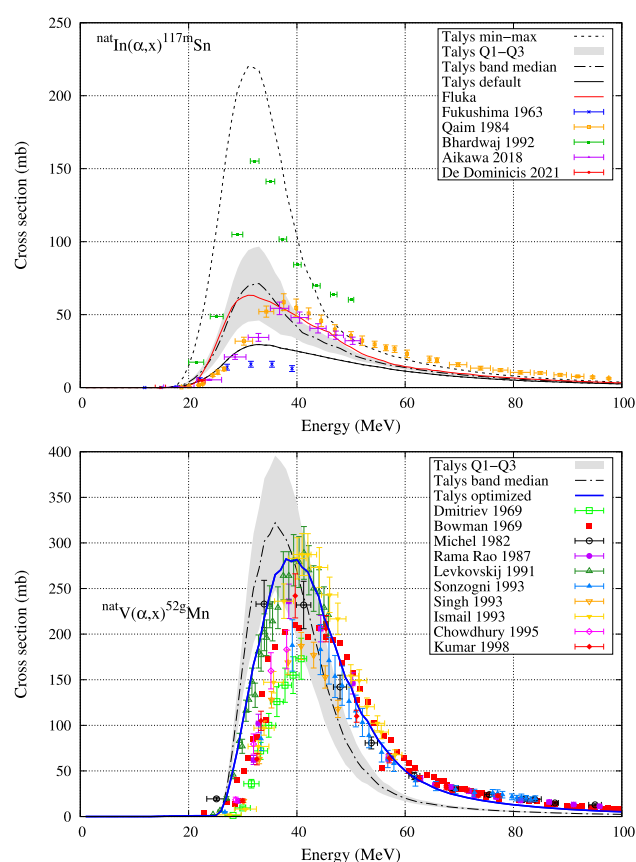 250
200
150
100
50
0
0
20
40
60
80
100
Cross section (mb)
Energy (MeV)
natIn(α,x)117mSn
Talys min−max
Talys Q1−Q3
Talys band median
Talys default
Fluka
Fukushima 1963
Qaim 1984
Bhardwaj 1992
Aikawa 2018
De Dominicis 2021
400
350
300
250
200
150
100
50
0
0
20
40
60
80
100
Cross section (mb)
Energy (MeV)
natV(α,x)52gMn
Talys Q1−Q3
Talys band median
Talys optimized
Dmitriev 1969
Bowman 1969
Michel 1982
Rama Rao 1987
Levkovskij 1991
Sonzogni 1993
Singh 1993
Ismail 1993
Chowdhury 1995
Kumar 1998